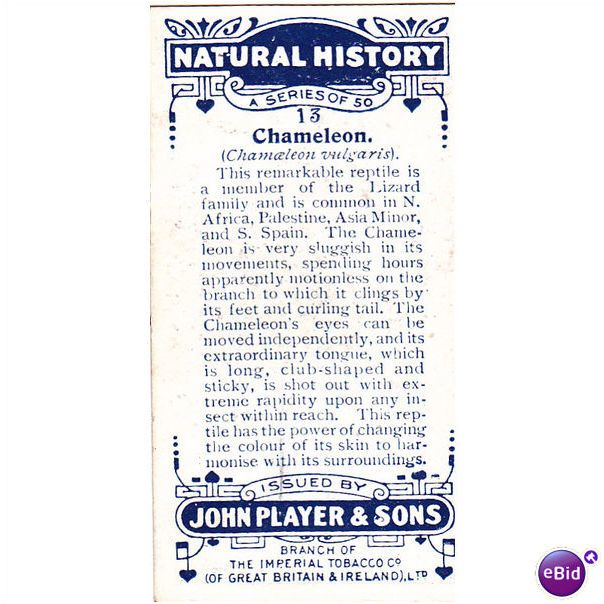 NATURAL HISTORY
A SERIES OF 50
13
Chameleon.
(Chamæleon vulgaris).
This remarkable reptile is
a member of the Lizard
family and is common in N.
Africa, Palestine, Asia Minor,
and S. Spain. The Chame-
leon is very sluggish in its
movements, spending hours
apparently motionless on the
branch to which it clings by
its feet and curling tail. The
Chameleon's eyes can be
moved independently, and its
extraordinary tongue, which
is long, club-shaped and
sticky, is shot out with ex-
treme rapidity upon any in-
sect within reach. This rep-
tile has the power of changing
the colour of its skin to har-
monise with its surroundings.
ISSUED BY
JOHN PLAYER & SONS
BRANCH OF
THE IMPERIAL TOBACCO Co
(OF GREAT BRITAIN & IRELAND), LTD
eBid